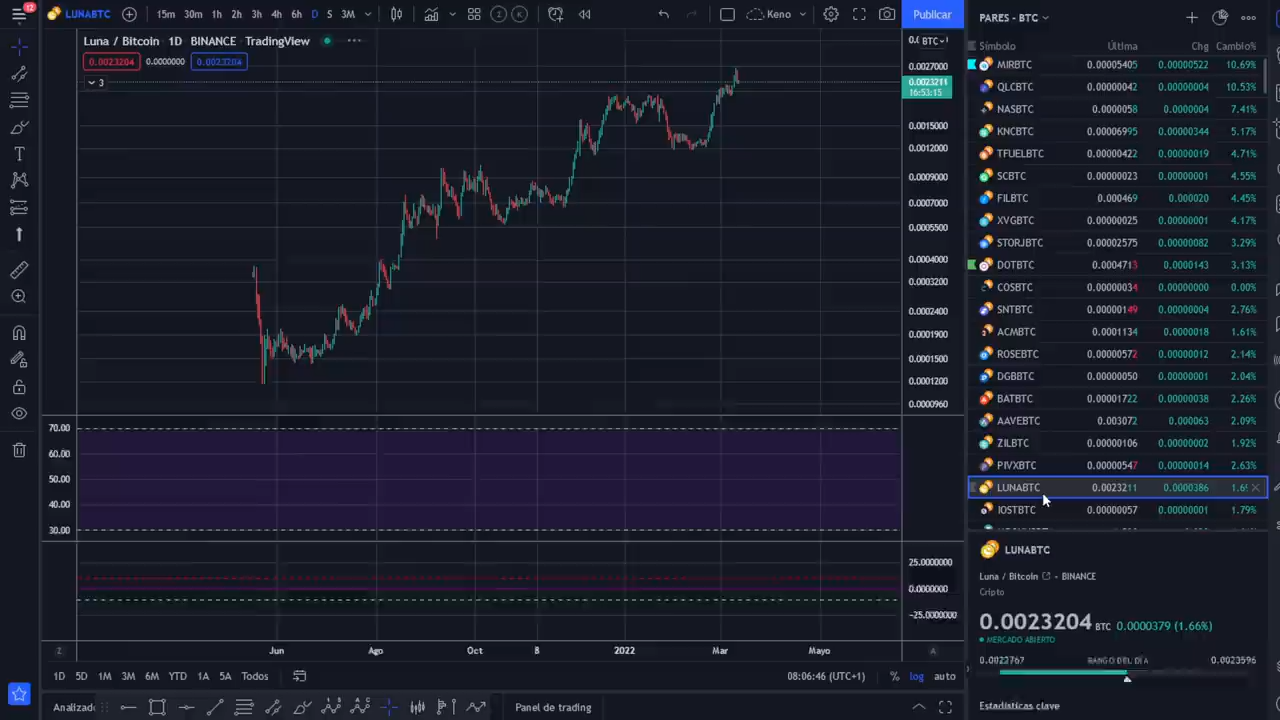 12
LUNABTC
15m 30m 1h 2h 3h 4h 6h D S 3M
Keno
Publicar
Luna / Bitcoin 1D BINANCE TradingView
0.0023204 0.0000000 0.0023204
3
BTC
0.0027000
0.0023211
16:53:15
0.0015000
0.0012000
0.0009000
0.0007000
0.0005500
0.0004000
0.0003200
0.0002400
0.0001900
0.0001500
0.0001200
0.0000960
70.00
60.00
50.00
40.00
30.00
25.0000000
0.0000000
-25.0000000
Z
Jun Ago Oct 2022 Mar Mayo
A
1D 5D 1M 3M 6M YTD 1A 5A Todos
08:06:46 (UTC+1) % log auto
Analizado
Panel de trading
PARES - BTC
Símbolo Última Chg Cambio%
MIRBTC 0.00005405 0.00000522 10.69%
QLCBTC 0.00000042 0.00000004 10.53%
NASBTC 0.0000058 0.0000004 7.41%
KNCBTC 0.00006995 0.00000344 5.17%
TFUELBTC 0.00000422 0.00000019 4.71%
SCBTC 0.00000023 0.00000001 4.55%
FILBTC 0.000469 0.000020 4.45%
XVGBTC 0.00000025 0.00000001 4.17%
STORJBTC 0.00002575 0.00000082 3.29%
DOTBTC 0.0004713 0.0000143 3.13%
COSBTC 0.00000034 0.00000000 0.00%
SNTBTC 0.00000149 0.00000004 2.76%
ACMBTC 0.0001134 0.0000018 1.61%
ROSEBTC 0.00000572 0.00000012 2.14%
DGBBTC 0.00000050 0.00000001 2.04%
BATBTC 0.00001722 0.00000038 2.26%
AAVEBTC 0.003072 0.000063 2.09%
ZILBTC 0.00000106 0.00000002 1.92%
PIVXBTC 0.00000547 0.00000014 2.63%
LUNABTC 0.0023211 0.0000386
IOSTBTC 0.00000057 0.00000001 1.79%
LUNABTC
Luna / Bitcoin - BINANCE
Cripto
0.0023204 BTC 0.0000379 (1.66%)
MERCADO ABIERTO
0.0022767 RANGO DEL DÍA 0.0023596
Estadísticas clave